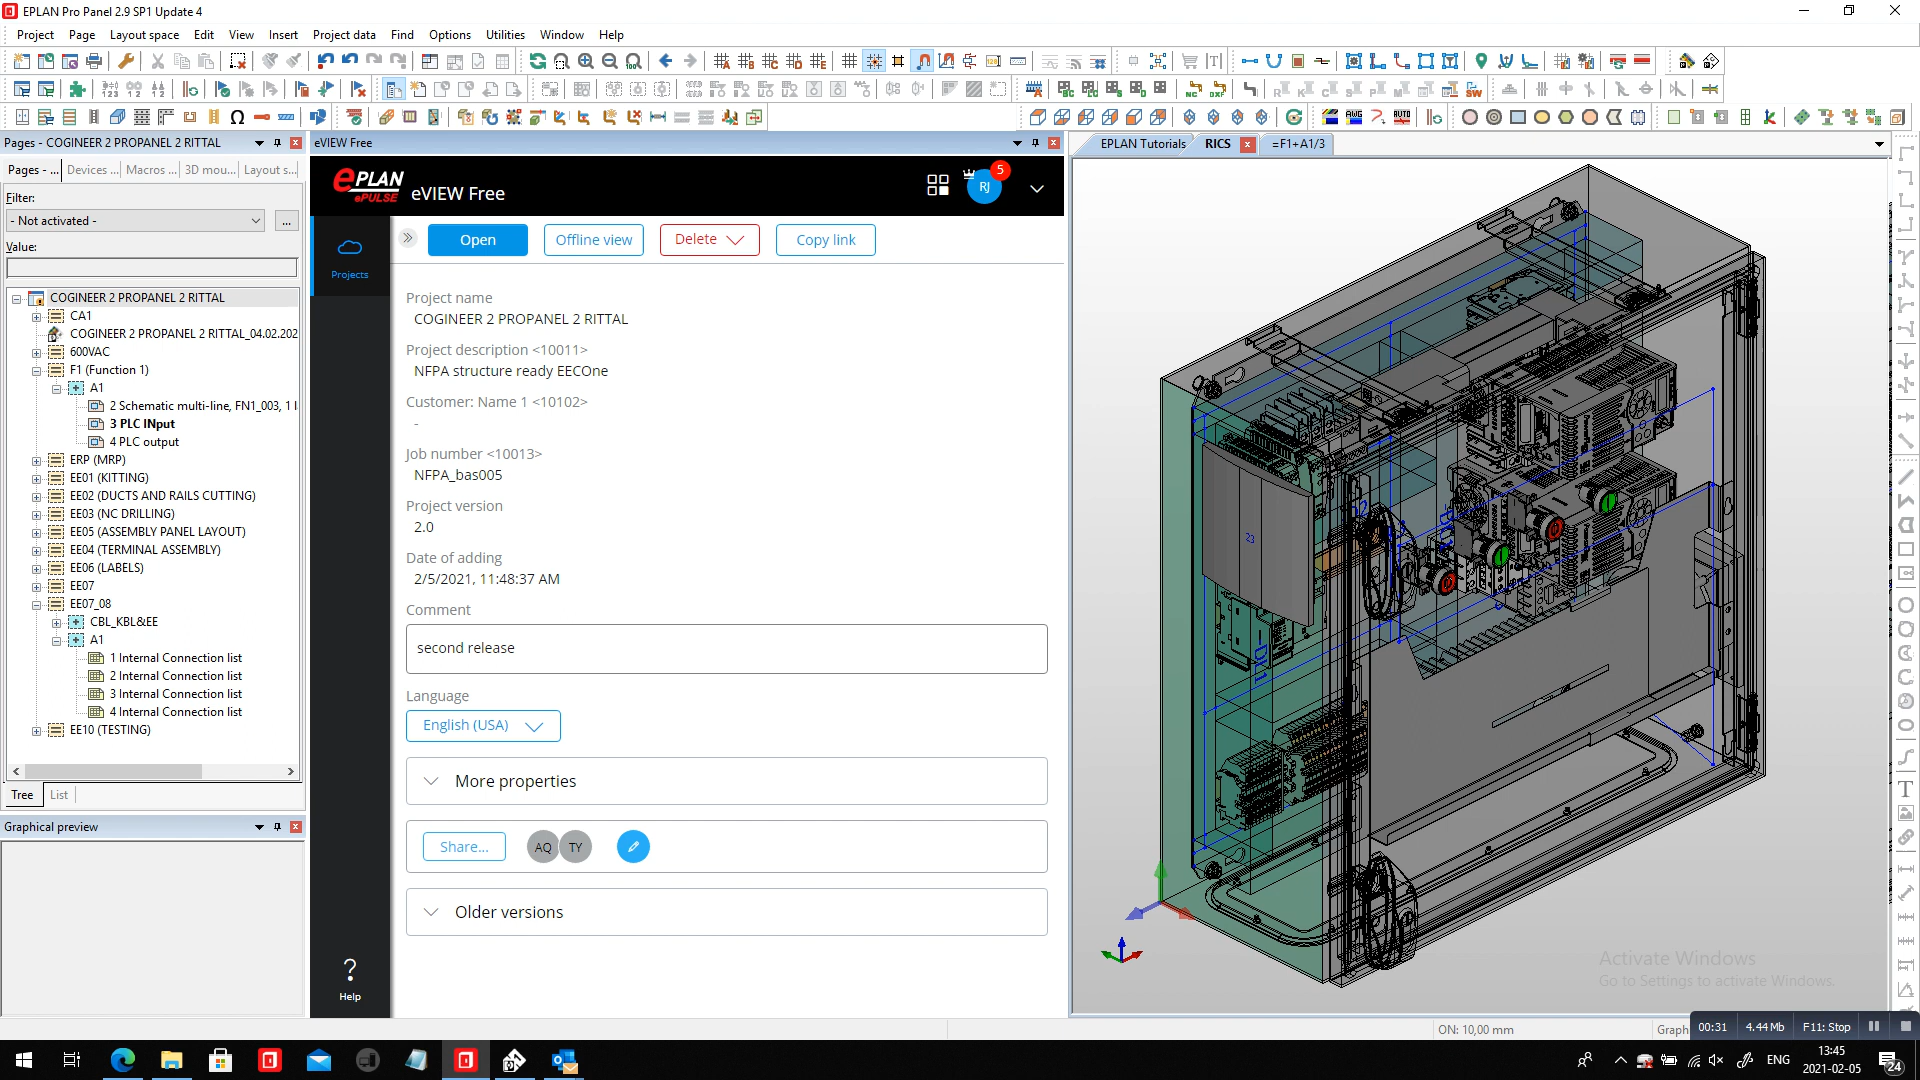 EPLAN Pro Panel 2.9 SP1 Update 4
Project Page Layout space Edit View Insert Project data Find Options Utilities Window Help
Pages - COGINEER 2 PROPANEL 2 RITTAL
Pages - ... Devices ... Macros ... 3D mou... Layout s...
Filter:
- Not activated -
...
Value:
COGINEER 2 PROPANEL 2 RITTAL
CA1
COGINEER 2 PROPANEL 2 RITTAL_04.02.202
600VAC
F1 (Function 1)
A1
2 Schematic multi-line, FN1_003, 1 l
3 PLC INput
4 PLC output
ERP (MRP)
EE01 (KITTING)
EE02 (DUCTS AND RAILS CUTTING)
EE03 (NC DRILLING)
EE05 (ASSEMBLY PANEL LAYOUT)
EE04 (TERMINAL ASSEMBLY)
EE06 (LABELS)
EE07
EE07_08
CBL_KBL&EE
A1
1 Internal Connection list
2 Internal Connection list
3 Internal Connection list
4 Internal Connection list
EE10 (TESTING)
Tree List
Graphical preview
eVIEW Free
EPLAN
ePULSE
eVIEW Free
RJ
5
Projects
Open Offline view Delete Copy link
Project name
COGINEER 2 PROPANEL 2 RITTAL
Project description <10011>
NFPA structure ready EECOne
Customer: Name 1 <10102>
-
Job number <10013>
NFPA_bas005
Project version
2.0
Date of adding
2/5/2021, 11:48:37 AM
Comment
second release
Language
English (USA)
More properties
Share... AQ TY
Older versions
?
Help
EPLAN Tutorials RICS =F1+A1/3
23
Activate Windows
Go to Settings to activate Windows.
ON: 10,00 mm
Graph
00:31 4.44 Mb F11: Stop
ENG
13:45
2021-02-05
24